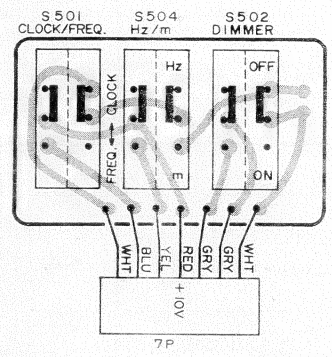 S501 S504 S502
CLOCK/FREQ. Hz/m DIMMER
Hz OFF
FREQ. ↔ CLOCK
m ON
WHT BLU YEL RED GRY GRY WHT
+10V
7P